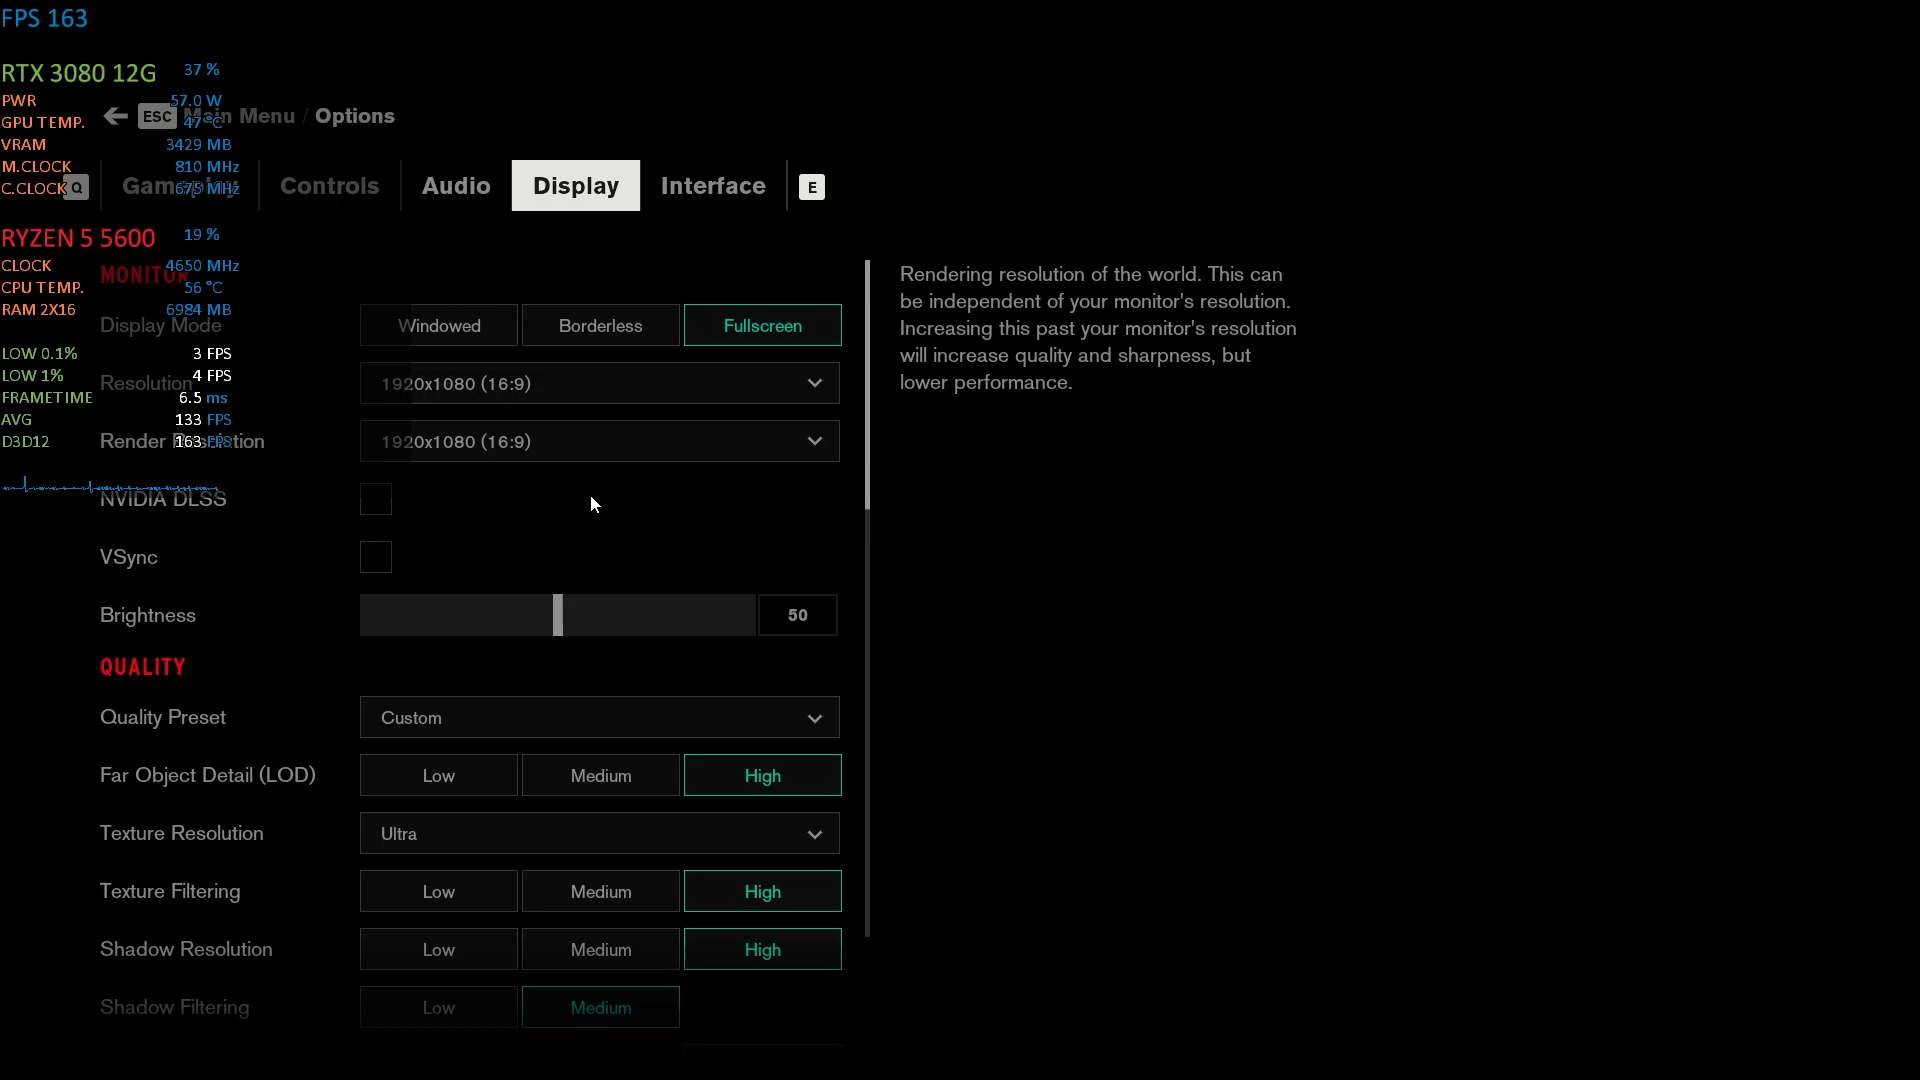 FPS 163
RTX 3080 12G 37 %
PWR 57.0 W
GPU TEMP. 47 °C
VRAM 3429 MB
M.CLOCK 810 MHz
C.CLOCK 675 MHz
ESC Main Menu / Options
Q Gameplay Controls Audio Display Interface E
RYZEN 5 5600 19 %
CLOCK 4650 MHz
CPU TEMP. 56 °C
RAM 2X16 6984 MB
LOW 0.1% 3 FPS
LOW 1% 4 FPS
FRAMETIME 6.5 ms
AVG 133 FPS
D3D12 163 FPS
MONITOR
Display Mode Windowed Borderless Fullscreen
Resolution 1920x1080 (16:9)
Render Resolution 1920x1080 (16:9)
NVIDIA DLSS
VSync
Brightness 50
QUALITY
Quality Preset Custom
Far Object Detail (LOD) Low Medium High
Texture Resolution Ultra
Texture Filtering Low Medium High
Shadow Resolution Low Medium High
Shadow Filtering Low Medium
Rendering resolution of the world. This can
be independent of your monitor's resolution.
Increasing this past your monitor's resolution
will increase quality and sharpness, but
lower performance.